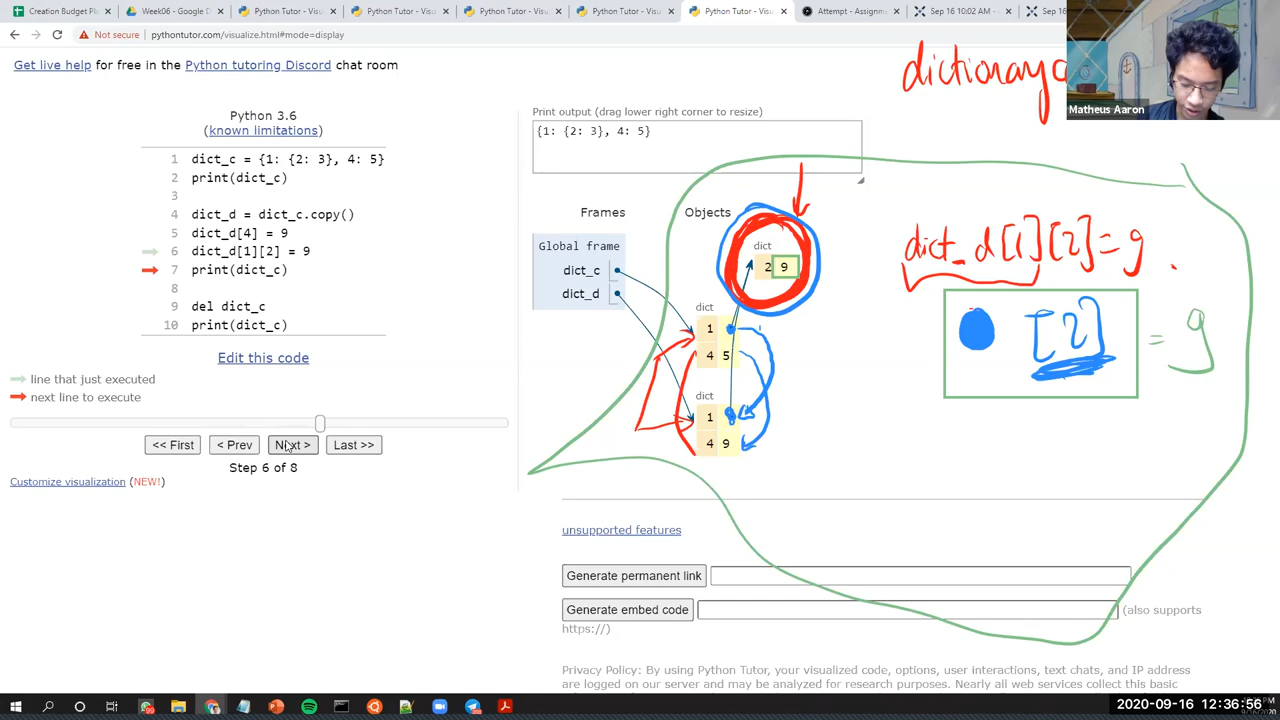 Creation Budget Pla
Week06 - Google D
Python Tutor - Visualize
Python Tutor - Visualize
Python Tutor - Visualize
Python Tutor - Visualize
Python Tutor - Visualize
Attempt - Assignme
Sep 16 10:02 AM - C
Sep 16
Not secure
pythontutor.com/visualize.html#mode=display
Get live help for free in the Python tutoring Discord chat room
dictionary
Matheus Aaron
Python 3.6
(known limitations)
1 dict_c = {1: {2: 3}, 4: 5}
2 print(dict_c)
3
4 dict_d = dict_c.copy()
5 dict_d[4] = 9
6 dict_d[1][2] = 9
7 print(dict_c)
8
9 del dict_c
10 print(dict_c)
Edit this code
line that just executed
next line to execute
<< First
< Prev
Next >
Last >>
Step 6 of 8
Customize visualization (NEW!)
Print output (drag lower right corner to resize)
{1: {2: 3}, 4: 5}
Frames
Objects
Global frame
dict_c
dict_d
dict
2 9
dict
1
4 5
dict
1
4 9
dict_d[1][2]=9.
[2] = 9
unsupported features
Generate permanent link
Generate embed code
(also supports
https://)
Privacy Policy: By using Python Tutor, your visualized code, options, user interactions, text chats, and IP address
are logged on our server and may be analyzed for research purposes. Nearly all web services collect this basic
2020-09-16 12:36:56